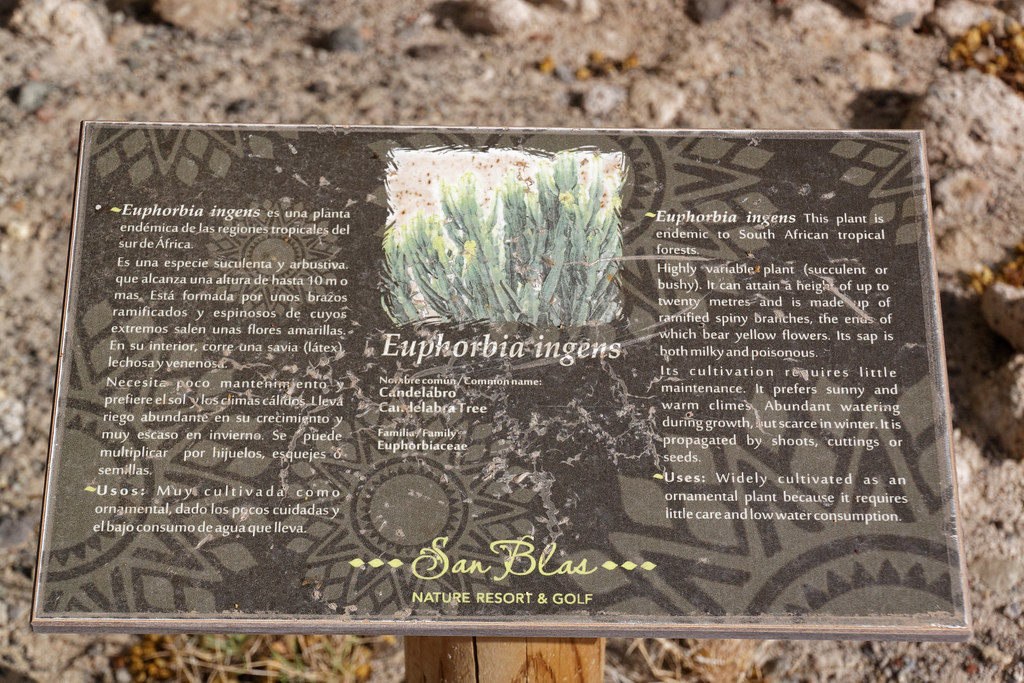 Euphorbia ingens es una planta
endémica de las regiones tropicales del
sur de África.
Es una especie suculenta y arbustiva,
que alcanza una altura de hasta 10 m o
mas. Está formada por unos brazos
ramificados y espinosos de cuyos
extremos salen unas flores amarillas.
En su interior, corre una savia (látex)
lechosa y venenosa.
Necesita poco mantenimiento y
prefiere el sol y los climas cálidos. Lleva
riego abundante en su crecimiento y
muy escaso en invierno. Se puede
multiplicar por hijuelos, esquejes ó
semillas.
Usos: Muy cultivada como
ornamental, dado los pocos cuidadas y
el bajo consumo de agua que lleva.
Euphorbia ingens
Nombre común / Common name:
Candelabro
Candelabra Tree
Familia / Family:
Euphorbiaceae
Euphorbia ingens This plant is
endemic to South African tropical
forests.
Highly variable plant (succulent or
bushy). It can attain a height of up to
twenty metres and is made up of
ramified spiny branches, the ends of
which bear yellow flowers. Its sap is
both milky and poisonous.
Its cultivation requires little
maintenance. It prefers sunny and
warm climes. Abundant watering
during growth, but scarce in winter. It is
propagated by shoots, cuttings or
seeds.
Uses: Widely cultivated as an
ornamental plant because it requires
little care and low water consumption.
San Blas
NATURE RESORT & GOLF